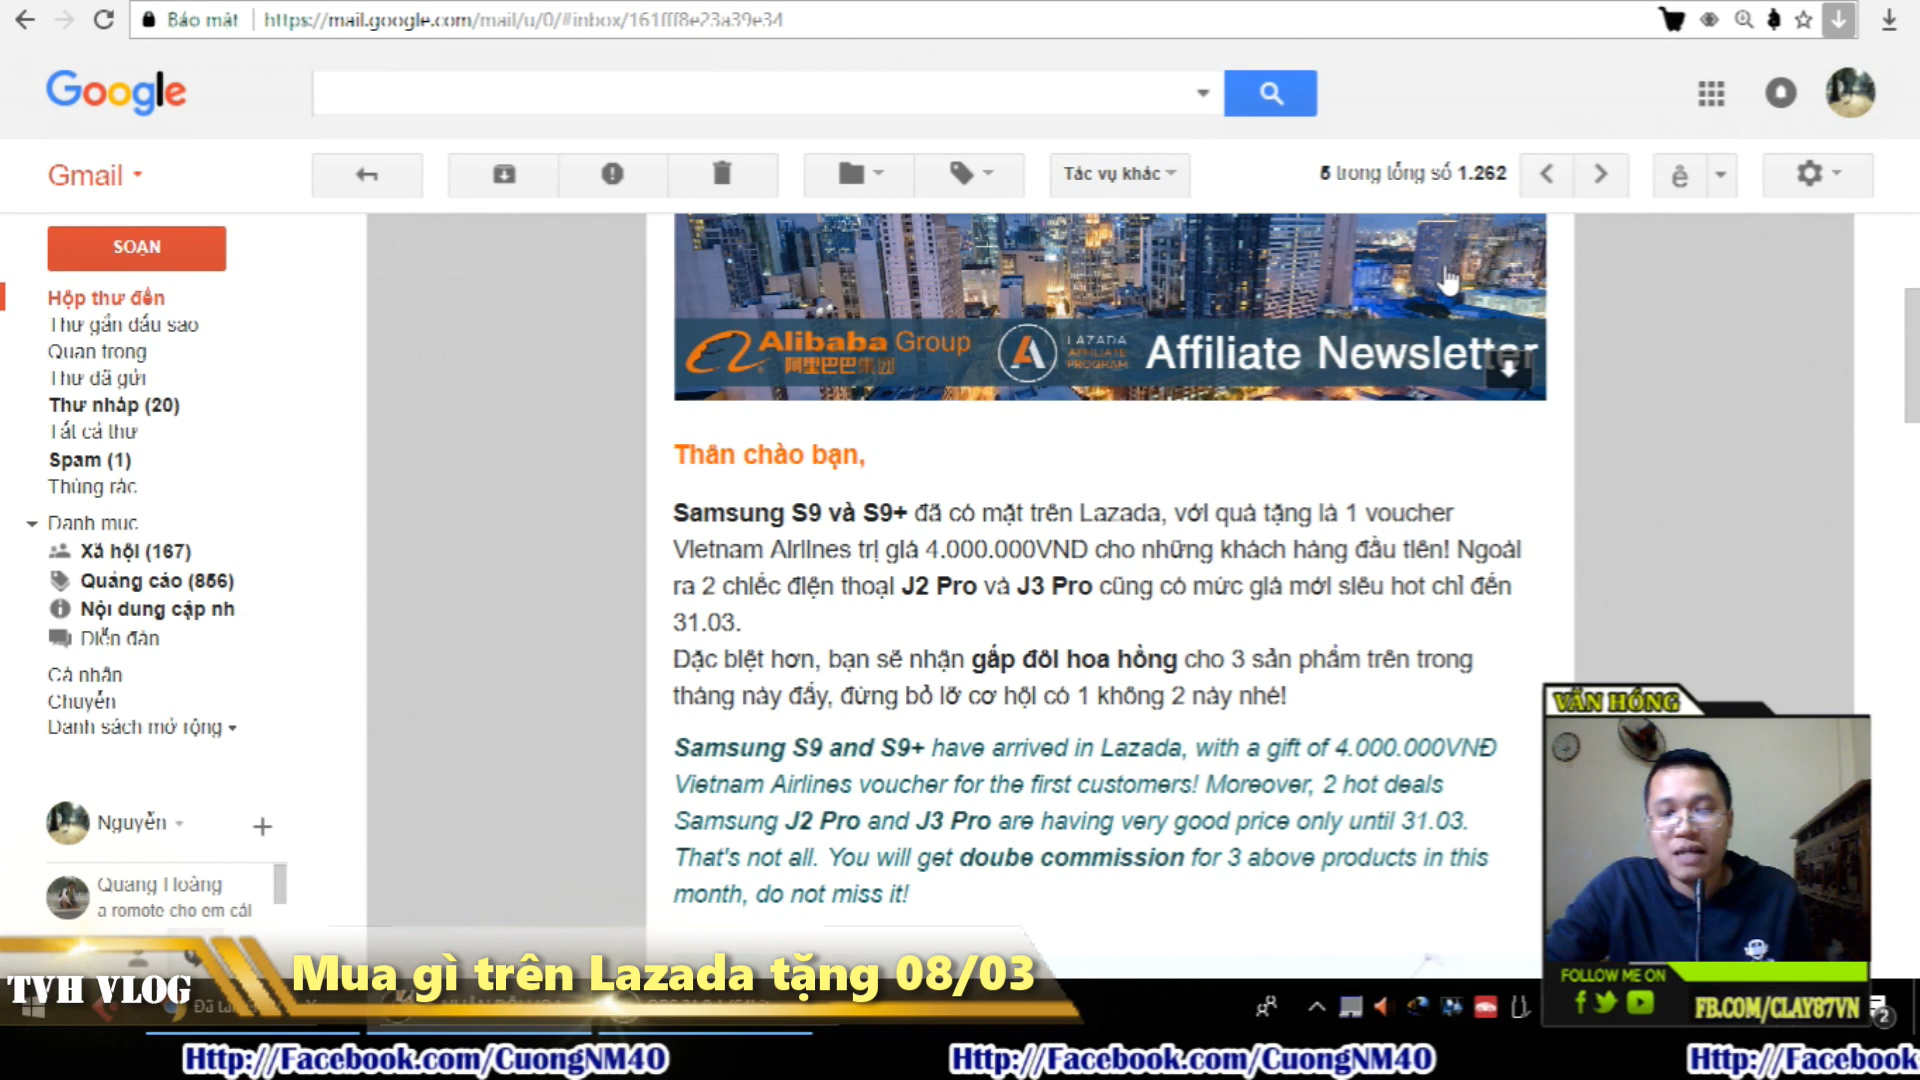 Bảo mật | https://mail.google.com/mail/u/0/#inbox/161fff8e23a39e34
Google
Gmail
Tác vụ khác
5 trong tổng số 1.262
ê
SOẠN
Hộp thư đến
Thư gắn dấu sao
Quan trọng
Thư đã gửi
Thư nháp (20)
Tất cả thư
Spam (1)
Thùng rác
Danh mục
Xã hội (167)
Quảng cáo (856)
Nội dung cập nh
Diễn đàn
Cá nhân
Chuyến
Danh sách mở rộng
Nguyễn
Quang Hoàng
a romote cho em cái
Alibaba Group
阿里巴巴集团
LAZADA
AFFILIATE
PROGRAM
Affiliate Newsletter
Thân chào bạn,
Samsung S9 và S9+ đã có mặt trên Lazada, với quà tặng là 1 voucher
Vietnam Airlines trị giá 4.000.000VND cho những khách hàng đầu tiên! Ngoài
ra 2 chiếc điện thoại J2 Pro và J3 Pro cũng có mức giá mới siêu hot chỉ đến
31.03.
Đặc biệt hơn, bạn sẽ nhận gấp đôi hoa hồng cho 3 sản phẩm trên trong
tháng này đấy, đừng bỏ lỡ cơ hội có 1 không 2 này nhé!
Samsung S9 and S9+ have arrived in Lazada, with a gift of 4.000.000VNĐ
Vietnam Airlines voucher for the first customers! Moreover, 2 hot deals
Samsung J2 Pro and J3 Pro are having very good price only until 31.03.
That's not all. You will get doube commission for 3 above products in this
month, do not miss it!
VĂN HỒNG
FOLLOW ME ON
FB.COM/CLAY87VN
2
TVH VLOG
Mua gì trên Lazada tặng 08/03
Http://Facebook.com/CuongNM40
Http://Facebook.com/CuongNM40
Http://Facebook